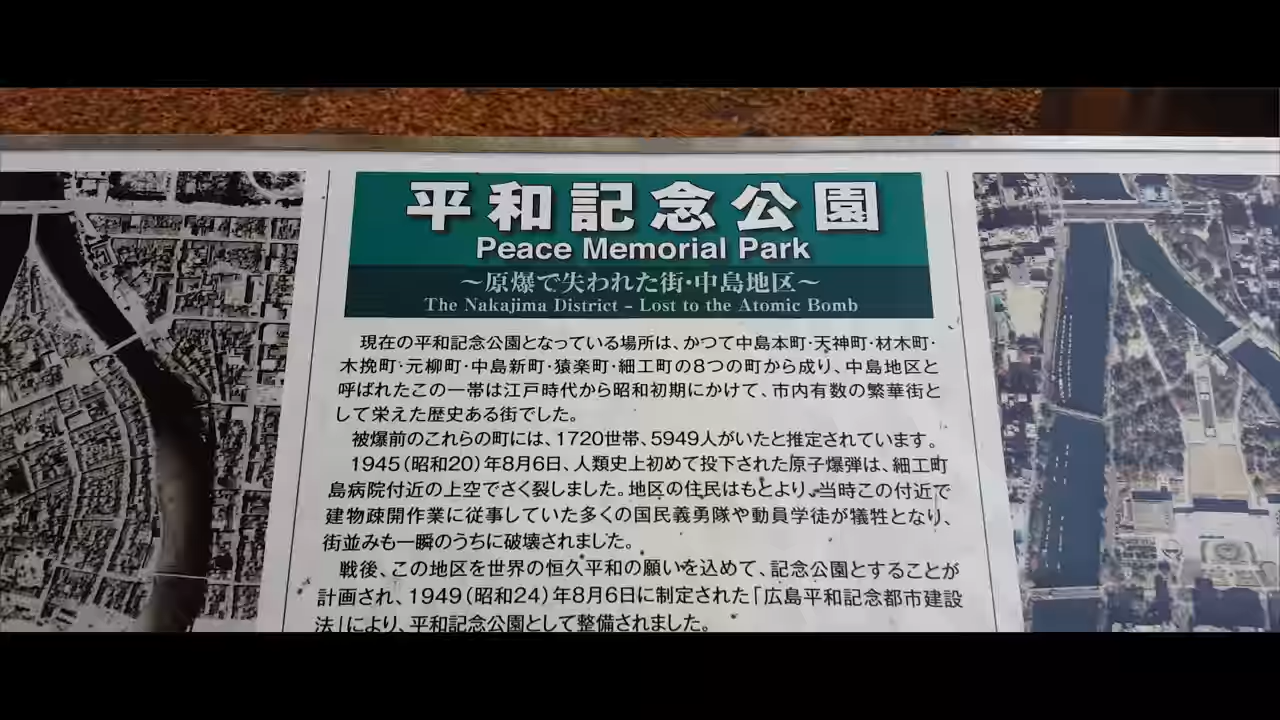 平和記念公園
Peace Memorial Park
～原爆で失われた街・中島地区～
The Nakajima District – Lost to the Atomic Bomb
現在の平和記念公園となっている場所は、かつて中島本町・天神町・材木町・
木挽町・元柳町・中島新町・猿楽町・細工町の8つの町から成り、中島地区と
呼ばれたこの一帯は江戸時代から昭和初期にかけて、市内有数の繁華街と
して栄えた歴史ある街でした。
被爆前のこれらの町には、1720世帯、5949人がいたと推定されています。
1945（昭和20）年8月6日、人類史上初めて投下された原子爆弾は、細工町
島病院付近の上空でさく裂しました。地区の住民はもとより、当時この付近で
建物疎開作業に従事していた多くの国民義勇隊や動員学徒が犠牲となり、
街並みも一瞬のうちに破壊されました。
戦後、この地区を世界の恒久平和の願いを込めて、記念公園とすることが
計画され、1949（昭和24）年8月6日に制定された「広島平和記念都市建設
法」により、平和記念公園として整備されました。